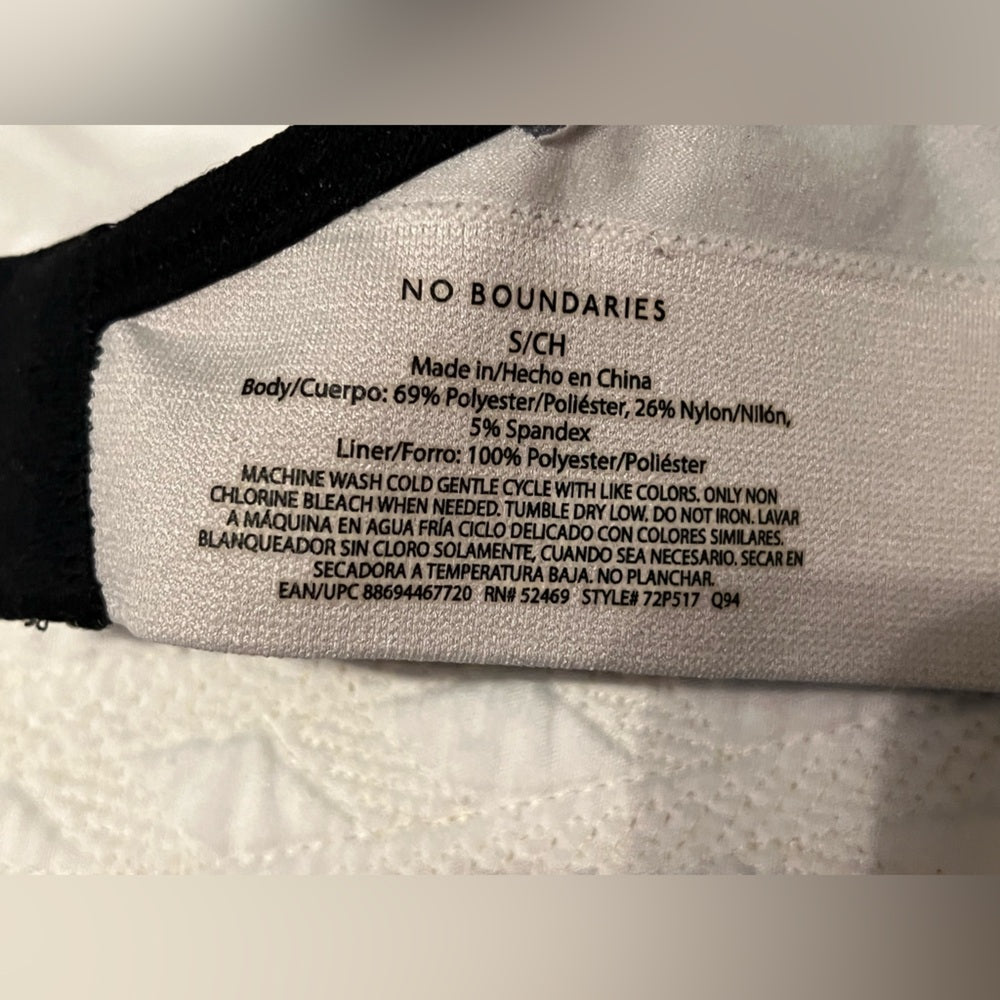 NO BOUNDARIES
S/CH
Made in/Hecho en China
Body/Cuerpo: 69% Polyester/Poliéster, 26% Nylon/Nilón,
5% Spandex
Liner/Forro: 100% Polyester/Poliéster
MACHINE WASH COLD GENTLE CYCLE WITH LIKE COLORS. ONLY NON
CHLORINE BLEACH WHEN NEEDED. TUMBLE DRY LOW. DO NOT IRON. LAVAR
A MÁQUINA EN AGUA FRÍA CICLO DELICADO CON COLORES SIMILARES.
BLANQUEADOR SIN CLORO SOLAMENTE, CUANDO SEA NECESARIO. SECAR EN
SECADORA A TEMPERATURA BAJA. NO PLANCHAR.
EAN/UPC 88694467720 RN# 52469 STYLE# 72P517 Q94